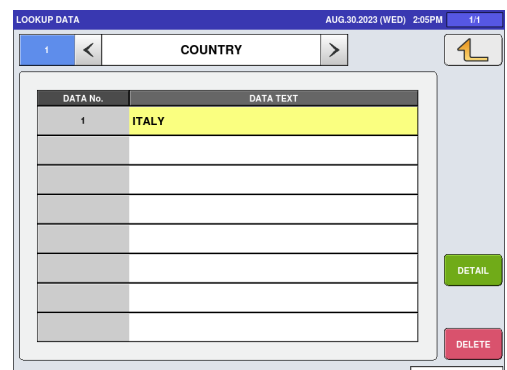 LOOKUP DATA AUG.30.2023 (WED) 2:05PM 1/1
1 COUNTRY
DATA No. DATA TEXT
1 ITALY
DETAIL
DELETE